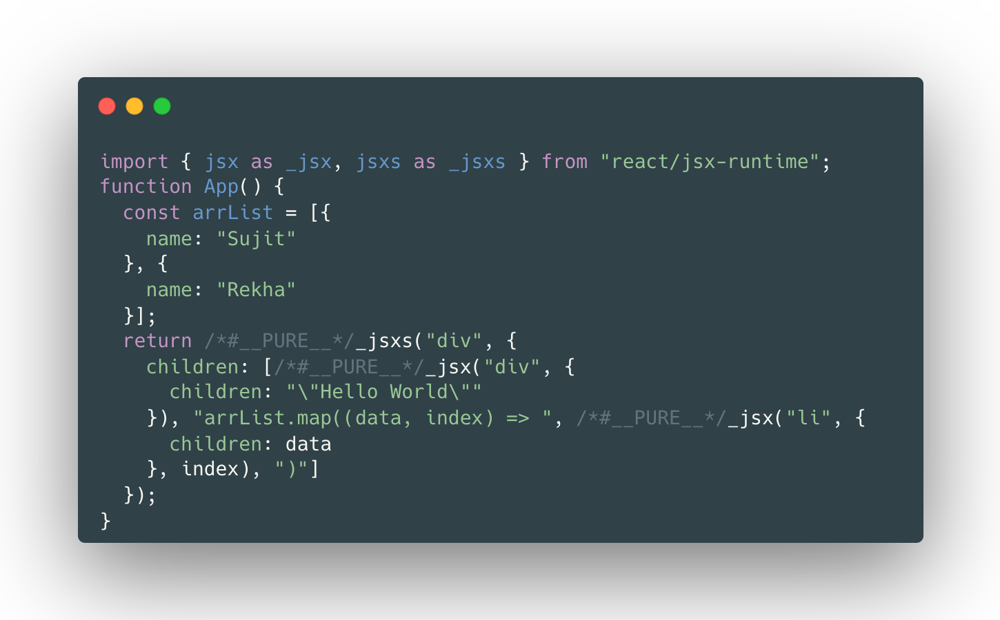 import { jsx as _jsx, jsxs as _jsxs } from "react/jsx-runtime";
function App() {
  const arrList = [{
    name: "Sujit"
  }, {
    name: "Rekha"
  }];
  return /*#__PURE__*/_jsxs("div", {
    children: [/*#__PURE__*/_jsx("div", {
      children: "\"Hello World\""
    }), "arrList.map((data, index) => ", /*#__PURE__*/_jsx("li", {
      children: data
    }, index), ")"]
  });
}